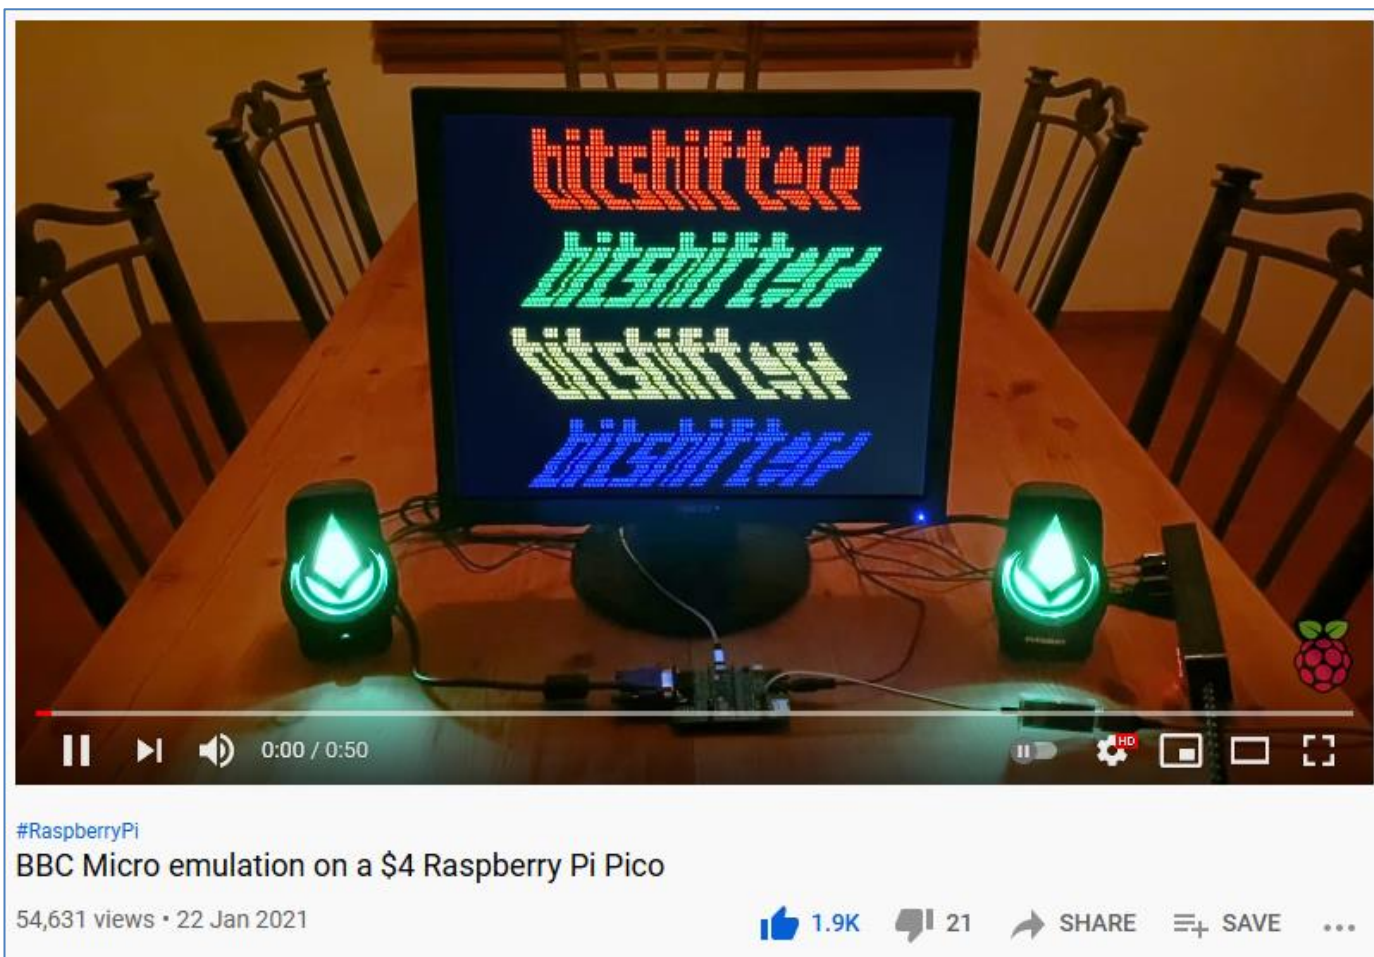 bitshifters
bitshifters
bitshifters
bitshifters
0:00 / 0:50
HD
#RaspberryPi
BBC Micro emulation on a $4 Raspberry Pi Pico
54,631 views • 22 Jan 2021
1.9K 21 SHARE SAVE